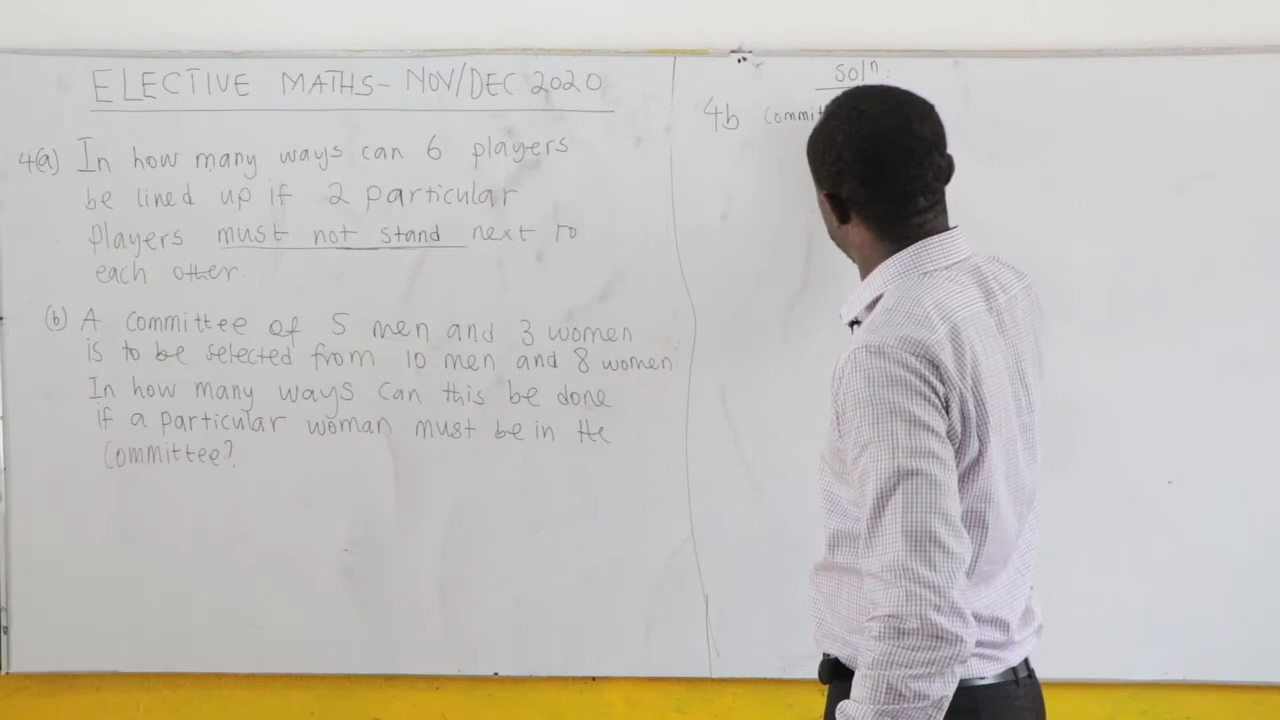 ELECTIVE MATHS- NOV/DEC 2020
4(a) In how many ways can 6 players
be lined up if 2 particular
players must not stand next to
each other.
(b) A committee of 5 men and 3 women
is to be selected from 10 men and 8 women.
In how many ways can this be done
if a particular woman must be in the
committee?
Solⁿ:
4b commit